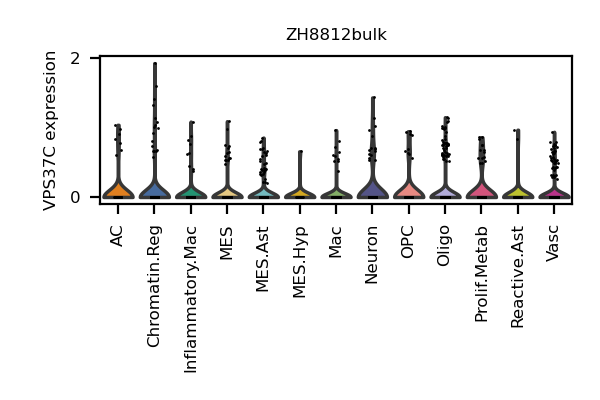 ZH8812bulk
VPS37C expression
2
0
AC
Chromatin.Reg
Inflammatory.Mac
MES
MES.Ast
MES.Hyp
Mac
Neuron
OPC
Oligo
Prolif.Metab
Reactive.Ast
Vasc